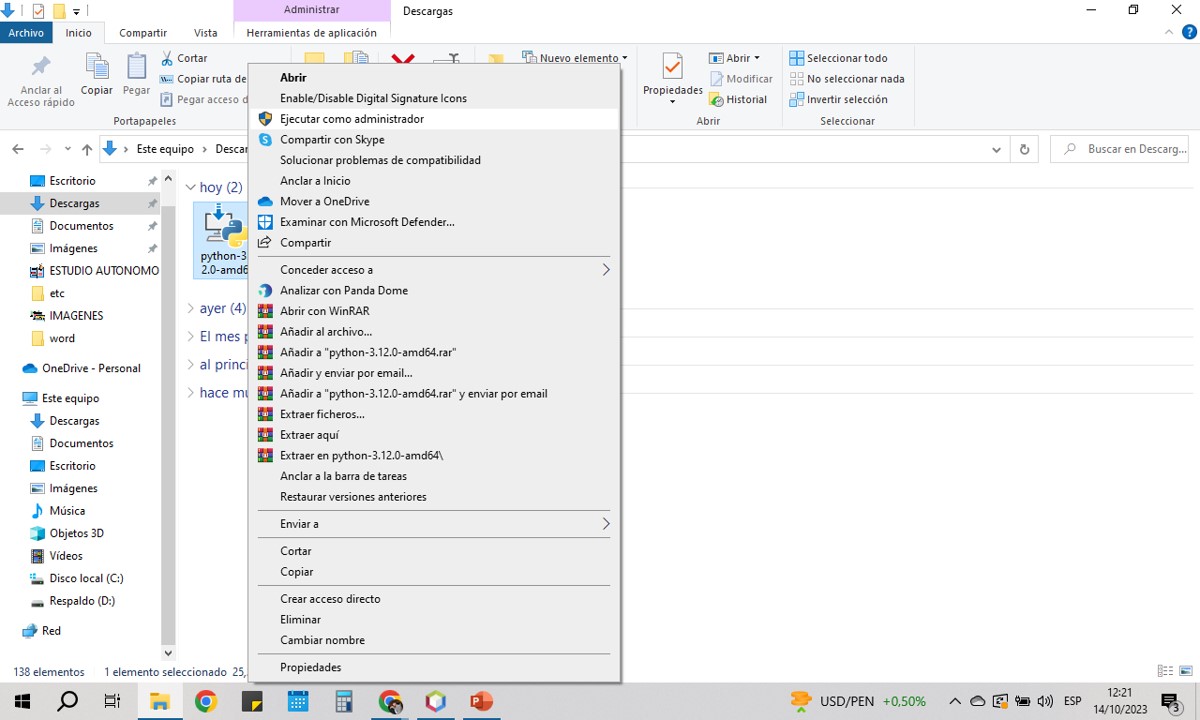 Administrar
Descargas
Archivo
Inicio
Compartir
Vista
Herramientas de aplicación
Anclar al
Acceso rápido
Copiar
Pegar
Cortar
Copiar ruta de
Pegar acceso d
Portapapeles
Nuevo elemento
Propiedades
Abrir
Modificar
Historial
Abrir
Seleccionar todo
No seleccionar nada
Invertir selección
Seleccionar
Este equipo
Descar
Buscar en Descarg...
Escritorio
Descargas
Documentos
Imágenes
ESTUDIO AUTONOMO
etc
IMAGENES
word
OneDrive - Personal
Este equipo
Descargas
Documentos
Escritorio
Imágenes
Música
Objetos 3D
Vídeos
Disco local (C:)
Respaldo (D:)
Red
hoy (2)
python-3
2.0-amd6
ayer (4)
El mes p
al princi
hace mu
Abrir
Enable/Disable Digital Signature Icons
Ejecutar como administrador
Compartir con Skype
Solucionar problemas de compatibilidad
Anclar a Inicio
Mover a OneDrive
Examinar con Microsoft Defender...
Compartir
Conceder acceso a
Analizar con Panda Dome
Abrir con WinRAR
Añadir al archivo...
Añadir a "python-3.12.0-amd64.rar"
Añadir y enviar por email...
Añadir a "python-3.12.0-amd64.rar" y enviar por email
Extraer ficheros...
Extraer aquí
Extraer en python-3.12.0-amd64\
Anclar a la barra de tareas
Restaurar versiones anteriores
Enviar a
Cortar
Copiar
Crear acceso directo
Eliminar
Cambiar nombre
Propiedades
138 elementos
1 elemento seleccionado 25,
USD/PEN +0,50%
ESP
12:21
14/10/2023
3